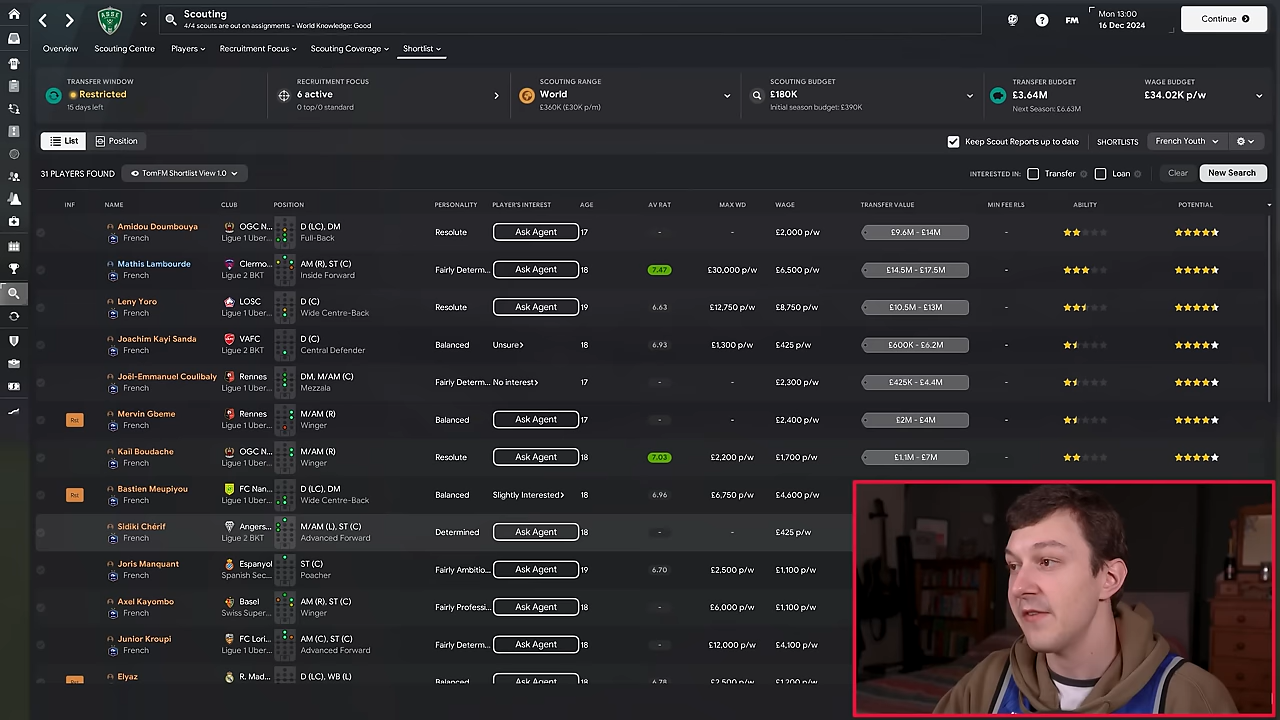 Scouting
4/4 scouts are out on assignments - World Knowledge: Good
FM
Mon 13:00
16 Dec 2024
Continue
Overview
Scouting Centre
Players
Recruitment Focus
Scouting Coverage
Shortlist
TRANSFER WINDOW
Restricted
15 days left
RECRUITMENT FOCUS
6 active
0 top/0 standard
SCOUTING RANGE
World
£360K (£30K p/m)
SCOUTING BUDGET
£180K
Initial season budget: £390K
TRANSFER BUDGET
£3.64M
Next Season: £6.63M
WAGE BUDGET
£34.02K p/w
List
Position
Keep Scout Reports up to date
SHORTLISTS
French Youth
31 PLAYERS FOUND
TomFM Shortlist View 1.0
INTERESTED IN:
Transfer
Loan
Clear
New Search
INF NAME CLUB POSITION PERSONALITY PLAYER'S INTEREST AGE AV RAT MAX WD WAGE TRANSFER VALUE MIN FEE RLS ABILITY POTENTIAL
Amidou Doumbouya OGC N... D (LC), DM
French Ligue 1 Uber... Full-Back
Resolute Ask Agent 17 - - £2,000 p/w £9.6M - £14M -
Mathis Lambourde Clermo... AM (R), ST (C)
French Ligue 2 BKT Inside Forward
Fairly Determ... Ask Agent 18 7.47 £30,000 p/w £6,500 p/w £14.5M - £17.5M -
Leny Yoro LOSC D (C)
French Ligue 1 Uber... Wide Centre-Back
Resolute Ask Agent 19 6.63 £12,750 p/w £8,750 p/w £10.5M - £13M -
Joachim Kayi Sanda VAFC D (C)
French Ligue 2 BKT Central Defender
Balanced Unsure> 18 6.93 £1,300 p/w £425 p/w £600K - £6.2M -
Joël-Emmanuel Coulibaly Rennes DM, M/AM (C)
French Ligue 1 Uber... Mezzala
Fairly Determ... No interest> 17 - - £2,300 p/w £425K - £4.4M -
Rst Mervin Gbeme Rennes M/AM (R)
French Ligue 1 Uber... Winger
Balanced Ask Agent 17 - - £2,400 p/w £2M - £4M -
Kaïl Boudache OGC N... M/AM (R)
French Ligue 1 Uber... Winger
Resolute Ask Agent 18 7.03 £2,200 p/w £1,700 p/w £1.1M - £7M -
Rst Bastien Meupiyou FC Nan... D (LC), DM
French Ligue 1 Uber... Wide Centre-Back
Balanced Slightly Interested> 18 6.96 £6,750 p/w £4,600 p/w
Sidiki Chérif Angers... M/AM (L), ST (C)
French Ligue 2 BKT Advanced Forward
Determined Ask Agent 18 - - £425 p/w
Joris Manquant Espanyol ST (C)
French Spanish Sec... Poacher
Fairly Ambitio... Ask Agent 19 6.70 £2,500 p/w £1,100 p/w
Axel Kayombo Basel AM (R), ST (C)
French Swiss Super... Winger
Fairly Professi... Ask Agent 18 - £6,000 p/w £1,100 p/w
Junior Kroupi FC Lori... AM (C), ST (C)
French Ligue 1 Uber... Advanced Forward
Balanced Ask Agent 18 - £12,000 p/w £4,100 p/w
Rst Elyaz R. Mad... D (LC), WB (L)
Balanced Ask Agent 18 6.78 £2,500 p/w £1,200 p/w